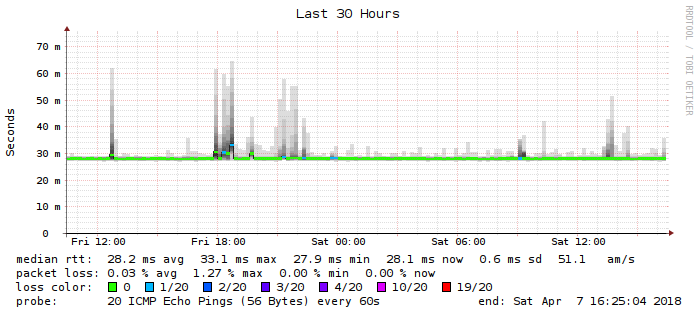 Last 30 Hours
RRDTOOL / TOBI OETIKER
Seconds
70 m
60 m
50 m
40 m
30 m
20 m
10 m
0
Fri 12:00 Fri 18:00 Sat 00:00 Sat 06:00 Sat 12:00
median rtt: 28.2 ms avg 33.1 ms max 27.9 ms min 28.1 ms now 0.6 ms sd 51.1 am/s
packet loss: 0.03 % avg 1.27 % max 0.00 % min 0.00 % now
loss color: 0 1/20 2/20 3/20 4/20 10/20 19/20
probe: 20 ICMP Echo Pings (56 Bytes) every 60s end: Sat Apr 7 16:25:04 2018